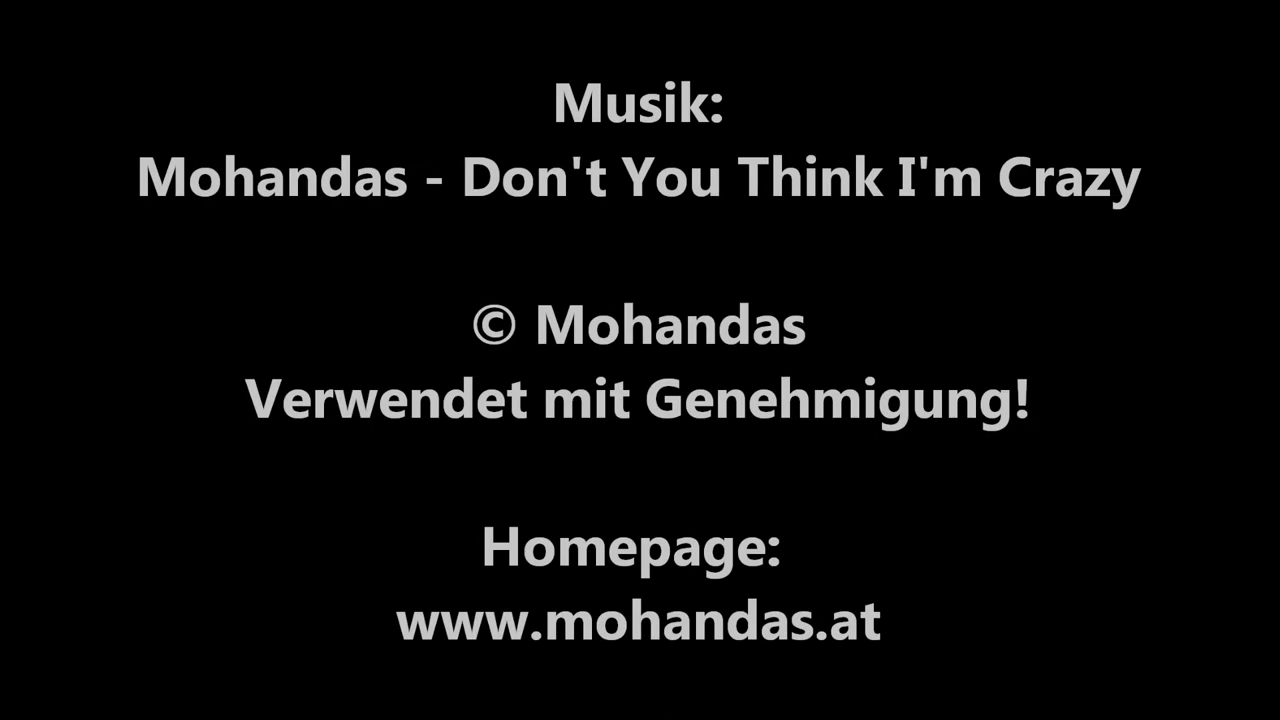 Musik:
Mohandas - Don't You Think I'm Crazy
© Mohandas
Verwendet mit Genehmigung!
Homepage:
www.mohandas.at